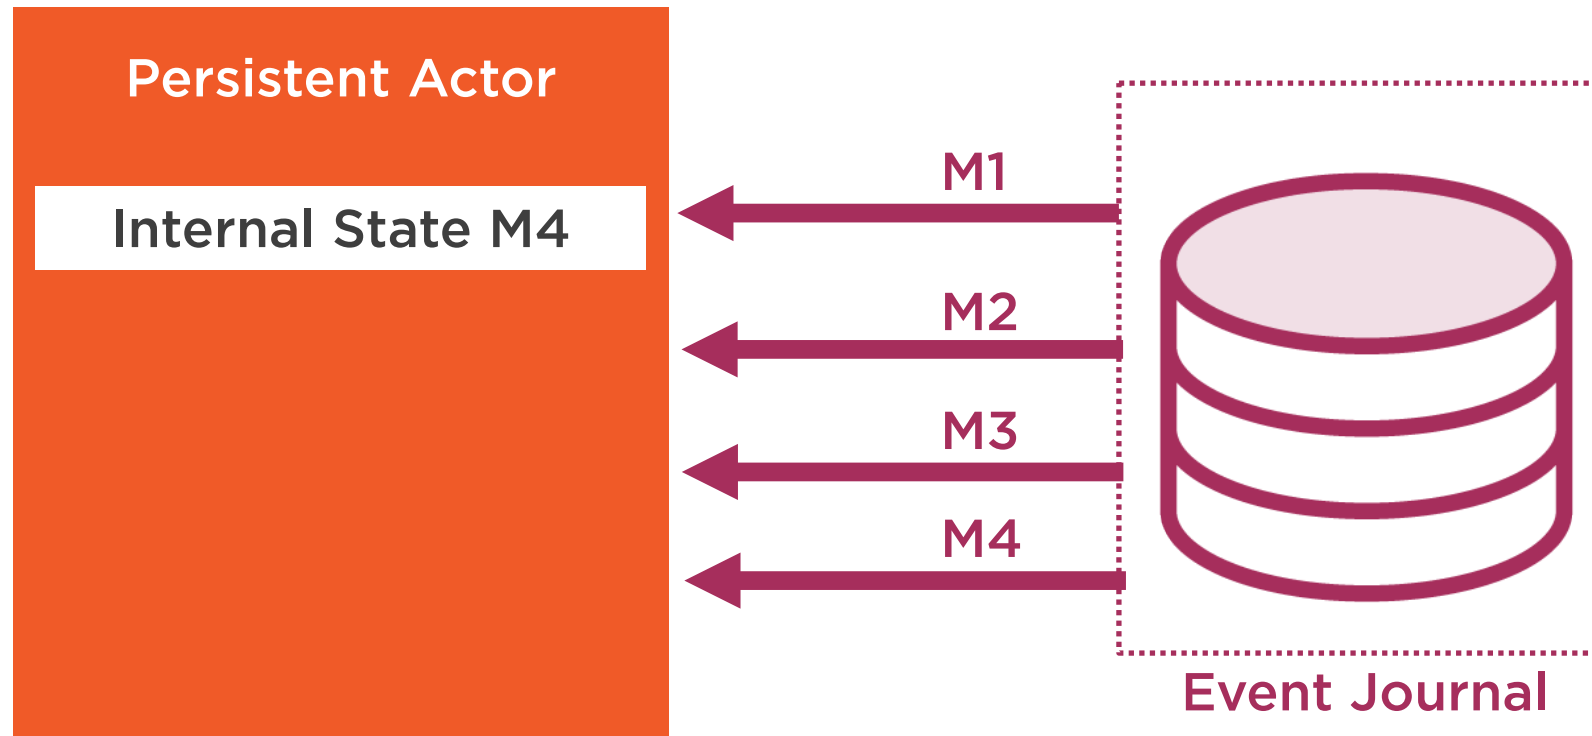 Persistent Actor
Internal State M4
M1
M2
M3
M4
Event Journal